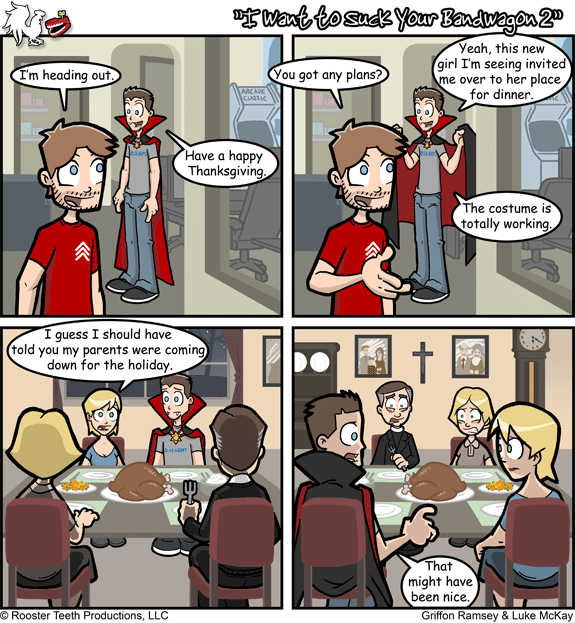 "I Want to Suck Your Bandwagon 2"
I'm heading out.
ARCADE
CLASSIC
Have a happy
Thanksgiving.
You got any plans?
Yeah, this new
girl I'm seeing invited
me over to her place
for dinner.
The costume is
totally working.
I guess I should have
told you my parents were coming
down for the holiday.
That
might have
been nice.
© Rooster Teeth Productions, LLC
Griffon Ramsey & Luke McKay